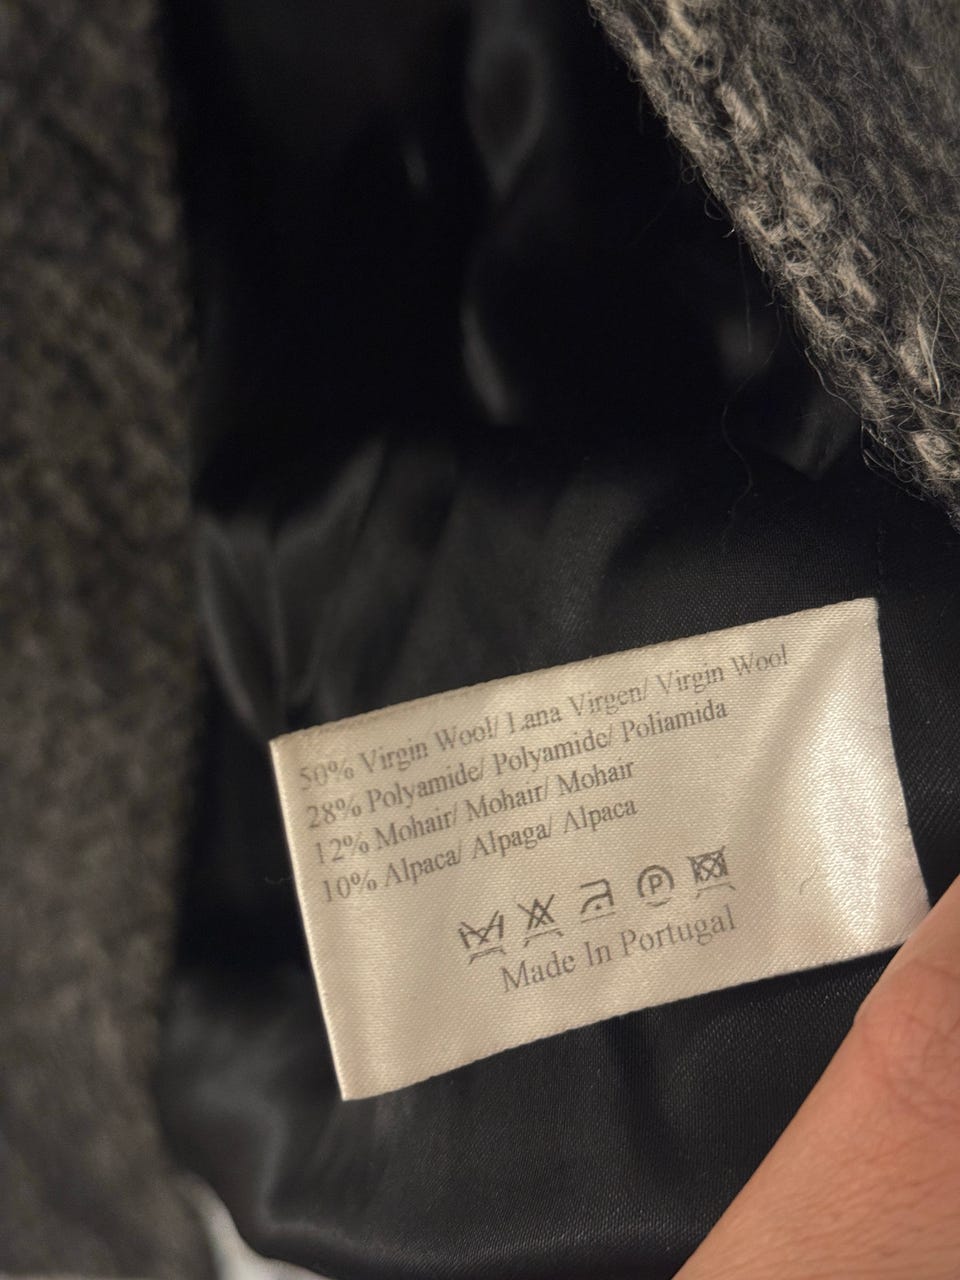 50% Virgin Wool/ Lana Virgen/ Virgin Wool
28% Polyamide/ Polyamide/ Poliamida
12% Mohair/ Mohair/ Mohair
10% Alpaca/ Alpaga/ Alpaca
P
Made In Portugal